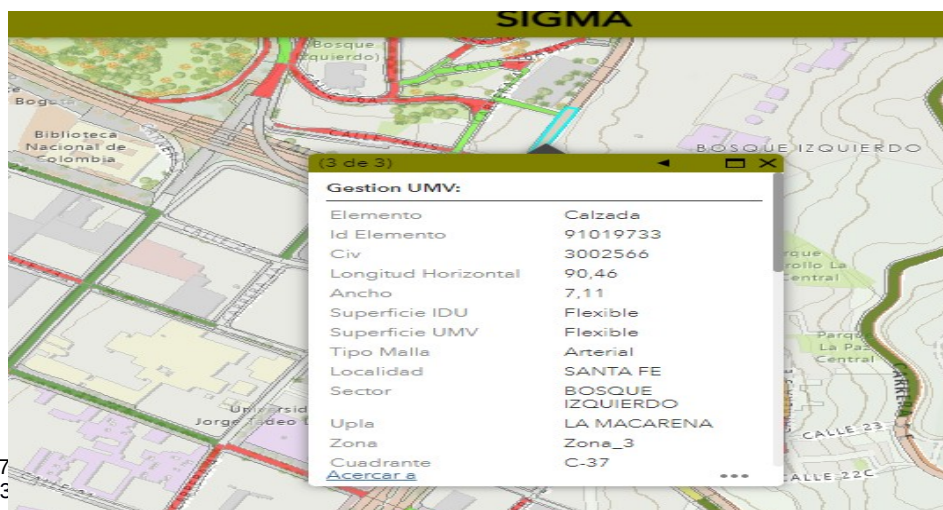 SIGMA
Bosque
Izquierdo)
Biblioteca
Nacional de
Colombia
BOSQUE IZQUIERDO
(3 de 3)
Gestion UMV:
Elemento Calzada
Id Elemento 91019733
Civ 3002566
Longitud Horizontal 90,46
Ancho 7,11
Superficie IDU Flexible
Superficie UMV Flexible
Tipo Malla Arterial
Localidad SANTA FE
Sector BOSQUE
IZQUIERDO
Upla LA MACARENA
Zona Zona_3
Cuadrante C-37
Acercar a
Central
Parq
La Paz
Central
CALLE 23
CALLE 22C
7
3